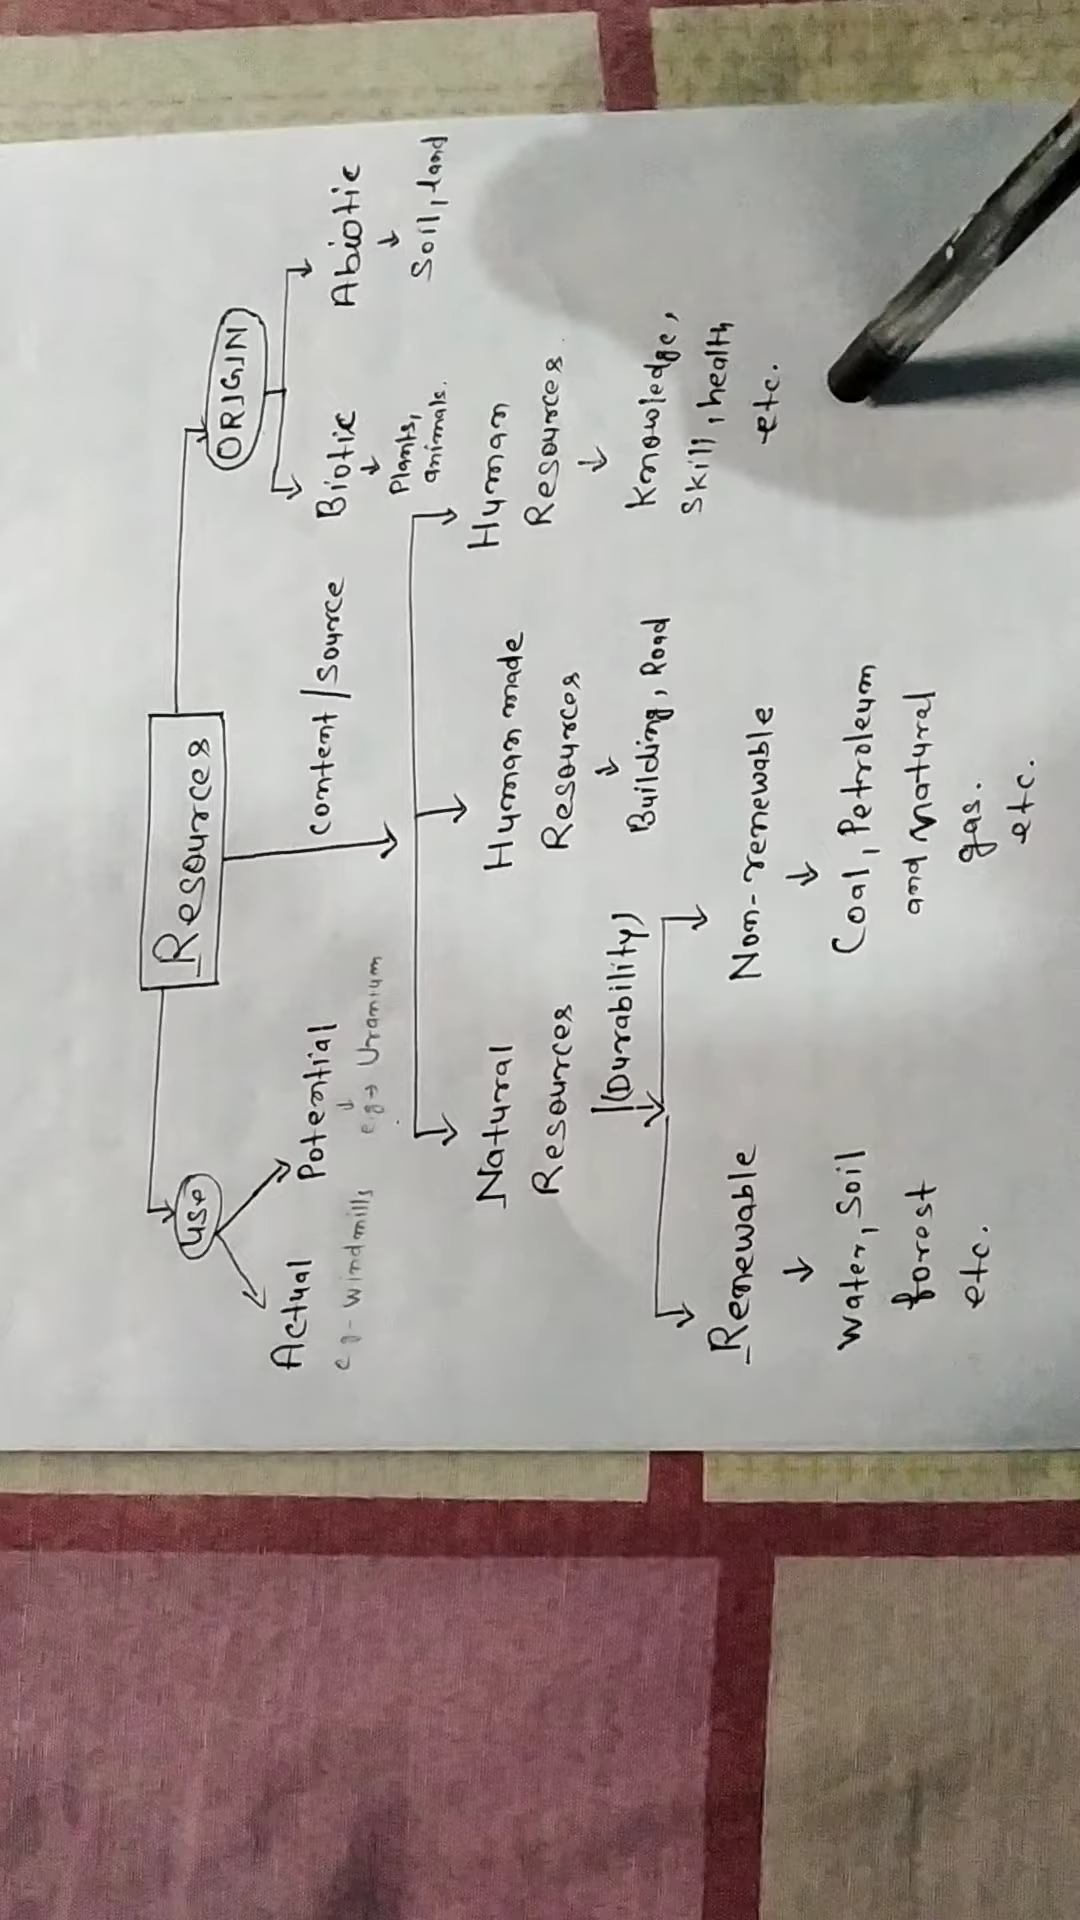 Resources
use
Actual
e.g - windmills
Potential
e.g → Uranium
content/source
ORIGIN
Biotic
Plants,
animals.
Abiotic
Soil, land
Natural
Resources
(Durability)
Human made
Resources
Building, Road
Human
Resources.
Knowledge,
Skill, health
etc.
Renewable
water, Soil
forest
etc.
Non-renewable
Coal, Petroleum
and natural
gas.
etc.